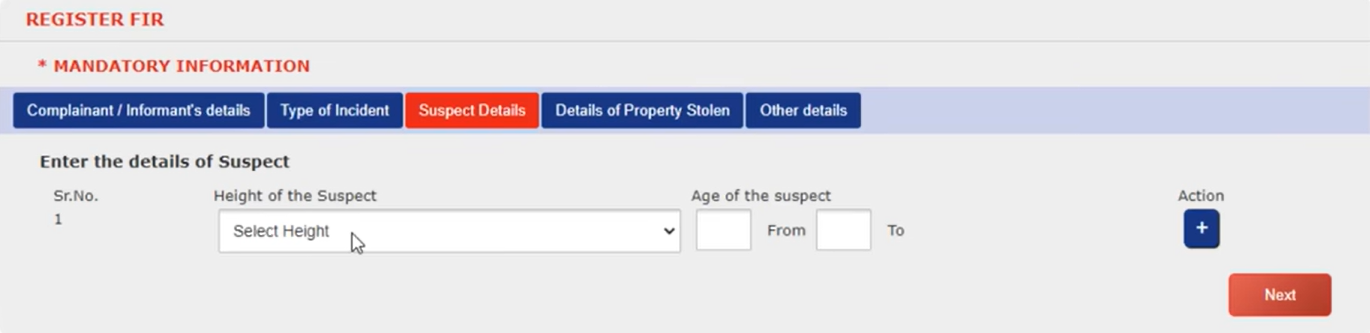 REGISTER FIR
* MANDATORY INFORMATION
Complainant / Informant's details Type of Incident Suspect Details Details of Property Stolen Other details
Enter the details of Suspect
Sr.No. Height of the Suspect Age of the suspect Action
1 Select Height From To +
Next